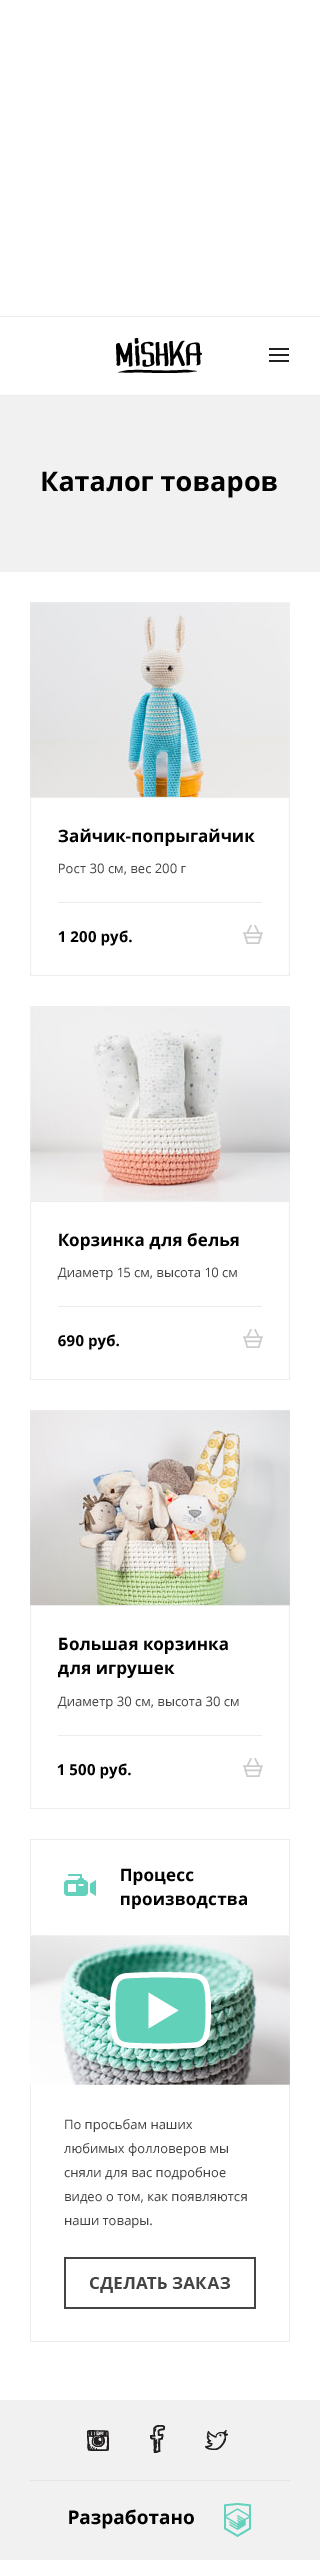 MiSHKA
Каталог товаров
Зайчик-попрыгайчик
Рост 30 см, вес 200 г
1 200 руб.
Корзинка для белья
Диаметр 15 см, высота 10 см
690 руб.
Большая корзинка
для игрушек
Диаметр 30 см, высота 30 см
1 500 руб.
Процесс
производства
По просьбам наших
любимых фолловеров мы
сняли для вас подробное
видео о том, как появляются
наши товары.
СДЕЛАТЬ ЗАКАЗ
Разработано